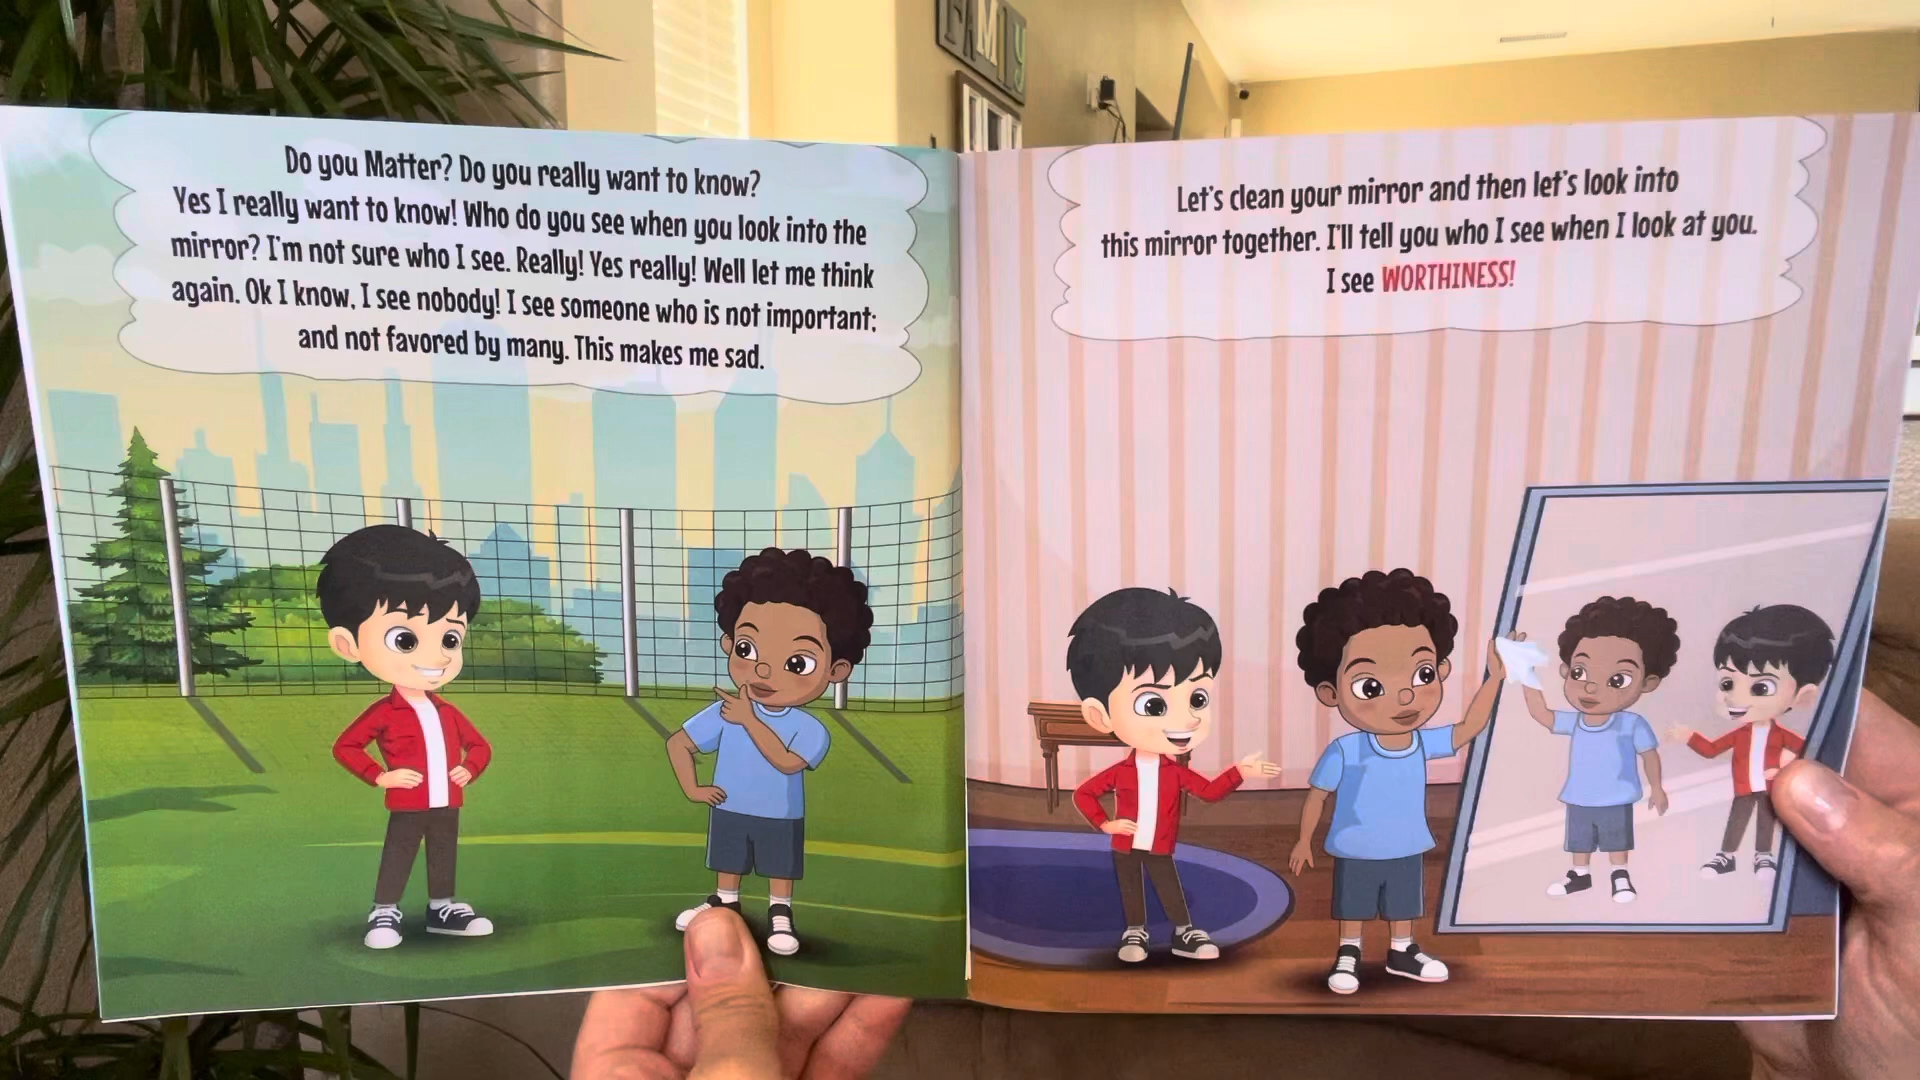 FAMILY
Do you Matter? Do you really want to know?
Yes I really want to know! Who do you see when you look into the
mirror? I'm not sure who I see. Really! Yes really! Well let me think
again. Ok I know, I see nobody! I see someone who is not important;
and not favored by many. This makes me sad.
Let's clean your mirror and then let's look into
this mirror together. I'll tell you who I see when I look at you.
I see WORTHINESS!